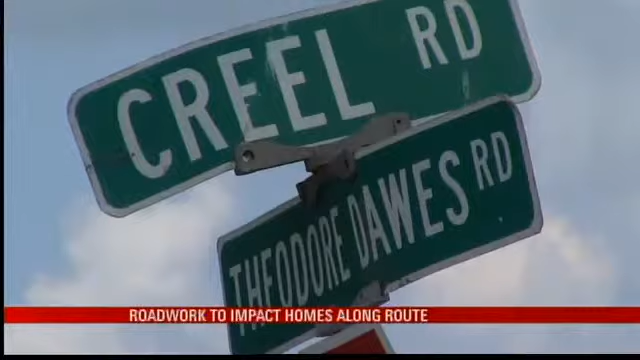 CREEL RD
THEODORE DAWES RD
ROADWORK TO IMPACT HOMES ALONG ROUTE